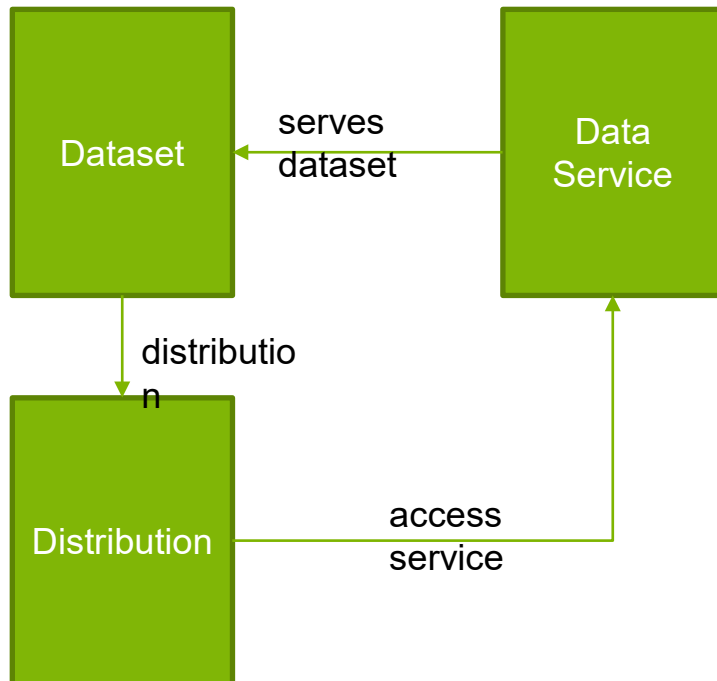 Dataset
serves
dataset
Data
Service
distributio
n
Distribution
access
service